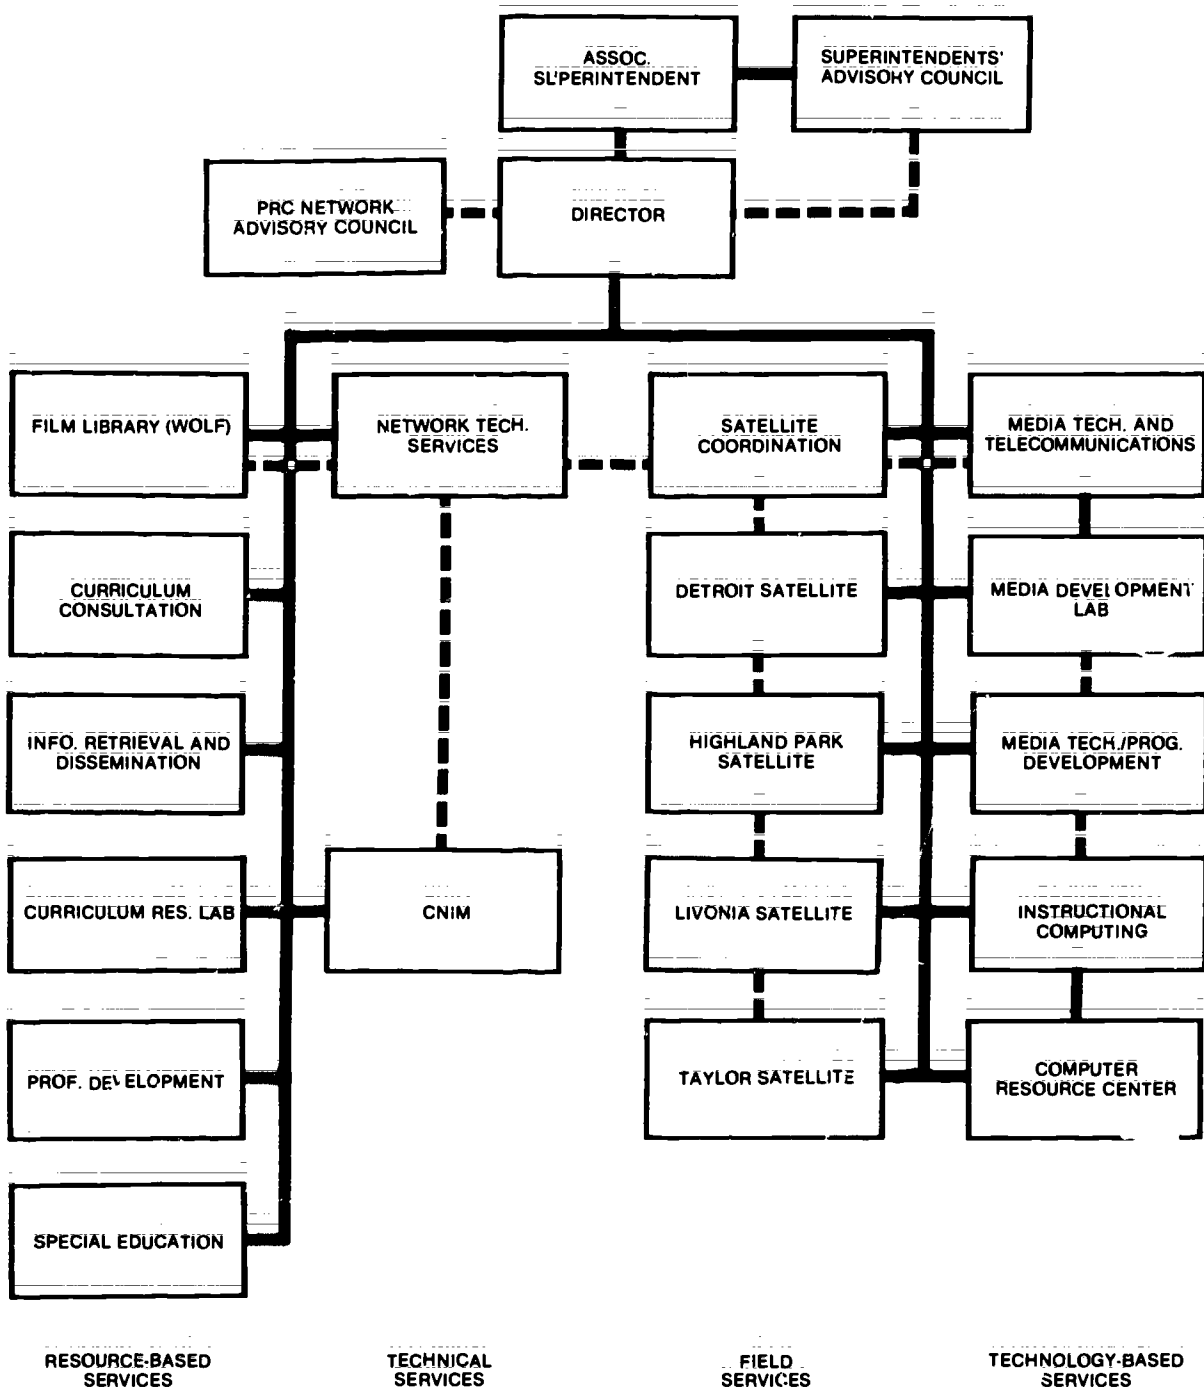 ASSOC.
SUPERINTENDENT
SUPERINTENDENTS'
ADVISORY COUNCIL
PRC NETWORK
ADVISORY COUNCIL
DIRECTOR
FILM LIBRARY (WOLF)
NETWORK TECH.
SERVICES
SATELLITE
COORDINATION
MEDIA TECH. AND
TELECOMMUNICATIONS
CURRICULUM
CONSULTATION
DETROIT SATELLITE
MEDIA DEVELOPMENT
LAB
INFO. RETRIEVAL AND
DISSEMINATION
HIGHLAND PARK
SATELLITE
MEDIA TECH./PROG.
DEVELOPMENT
CURRICULUM RES. LAB
CNIM
LIVONIA SATELLITE
INSTRUCTIONAL
COMPUTING
PROF. DEVELOPMENT
TAYLOR SATELLITE
COMPUTER
RESOURCE CENTER
SPECIAL EDUCATION
RESOURCE-BASED
SERVICES
TECHNICAL
SERVICES
FIELD
SERVICES
TECHNOLOGY-BASED
SERVICES